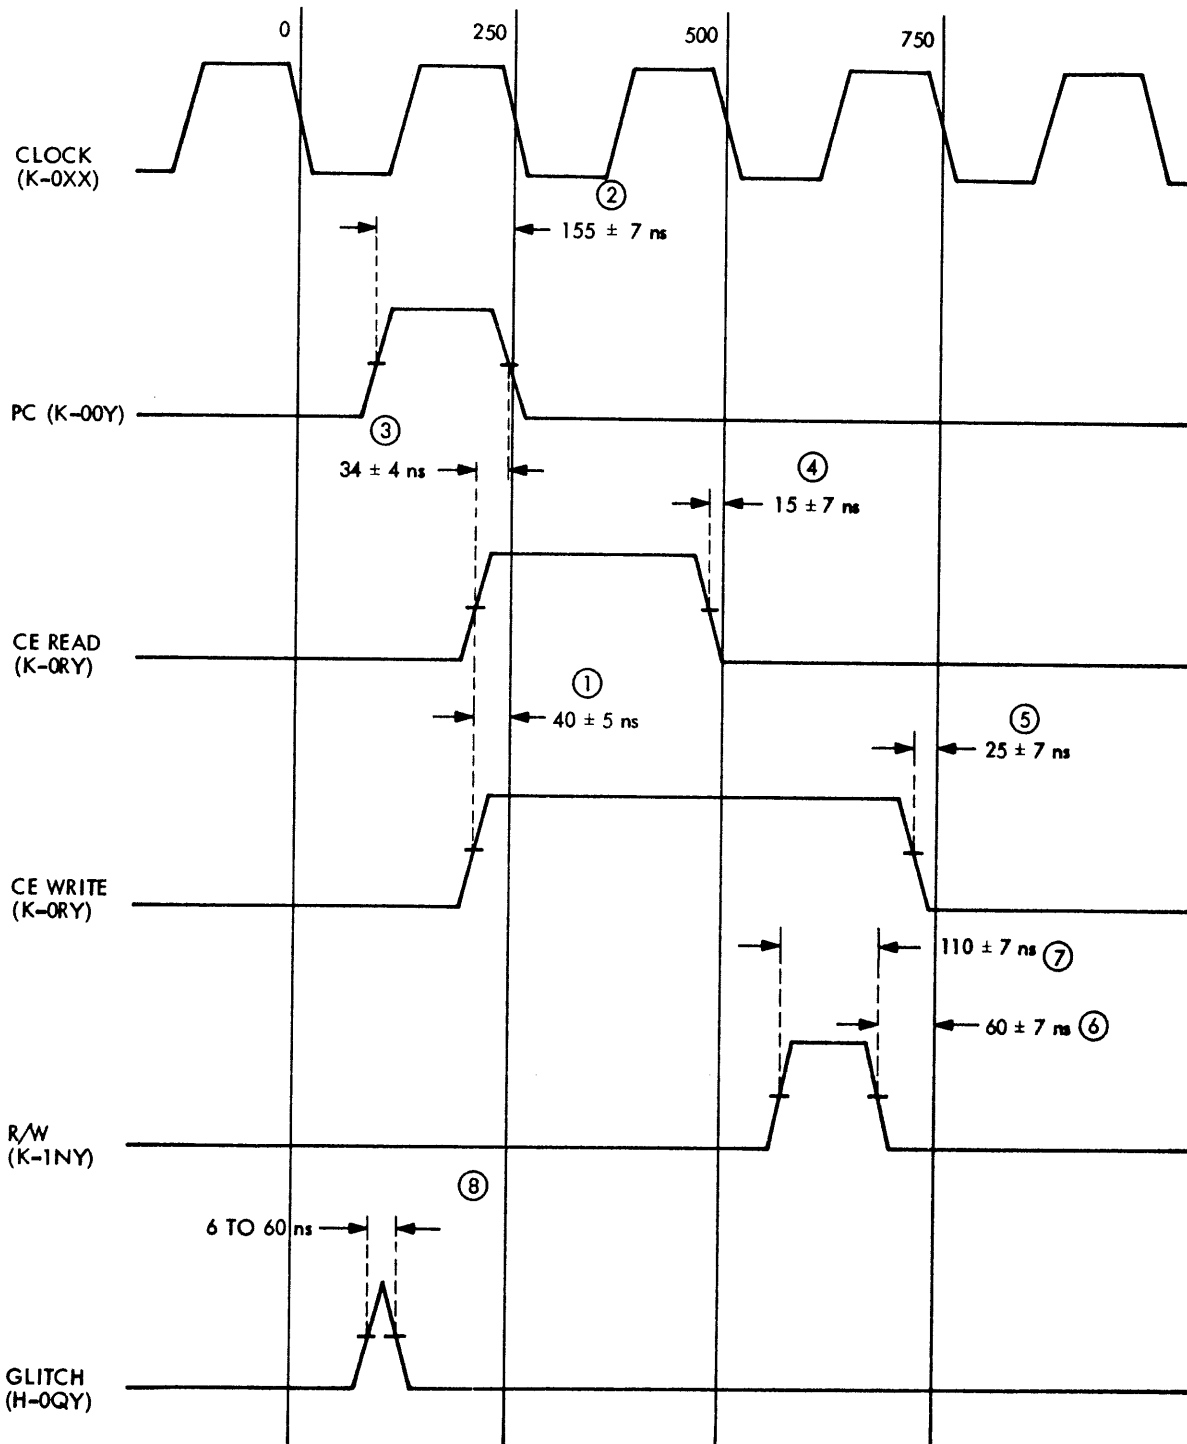 0 250 500 750
CLOCK
(K-0XX)
②
155 ± 7 ns
PC (K-00Y)
③
34 ± 4 ns
④
15 ± 7 ns
CE READ
(K-0RY)
①
40 ± 5 ns
⑤
25 ± 7 ns
CE WRITE
(K-0RY)
110 ± 7 ns ⑦
60 ± 7 ns ⑥
R/W
(K-1NY)
⑧
6 TO 60 ns
GLITCH
(H-0QY)